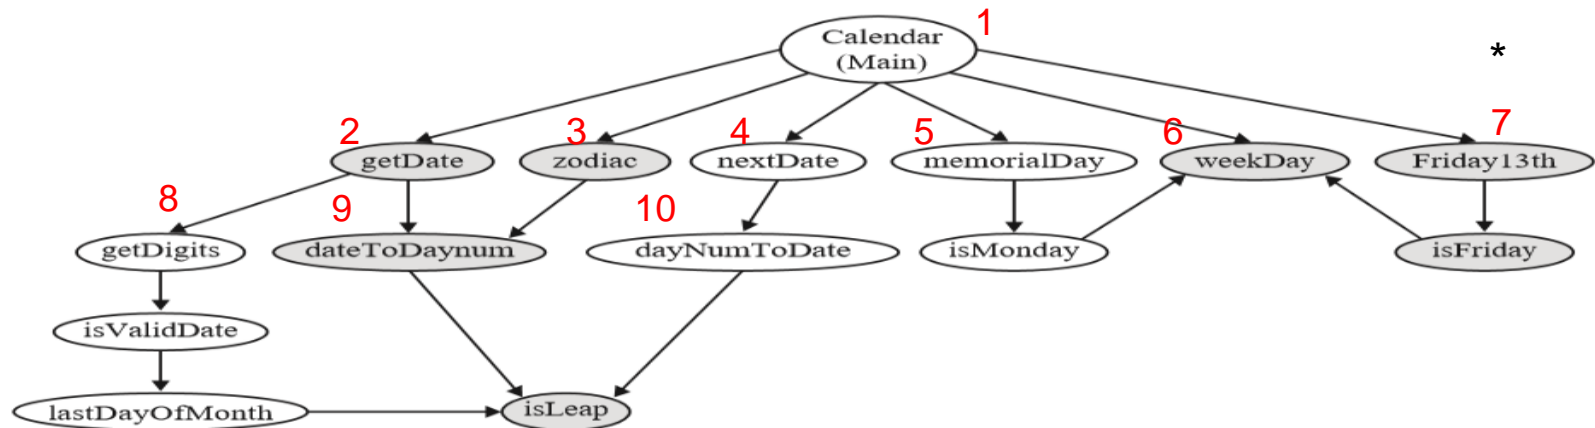 1
Calendar
(Main)
*
2
3
4
5
6
7
getDate
zodiac
nextDate
memorialDay
weekDay
Friday13th
8
9
10
getDigits
dateToDaynum
dayNumToDate
isMonday
isFriday
isValidDate
lastDayOfMonth
isLeap